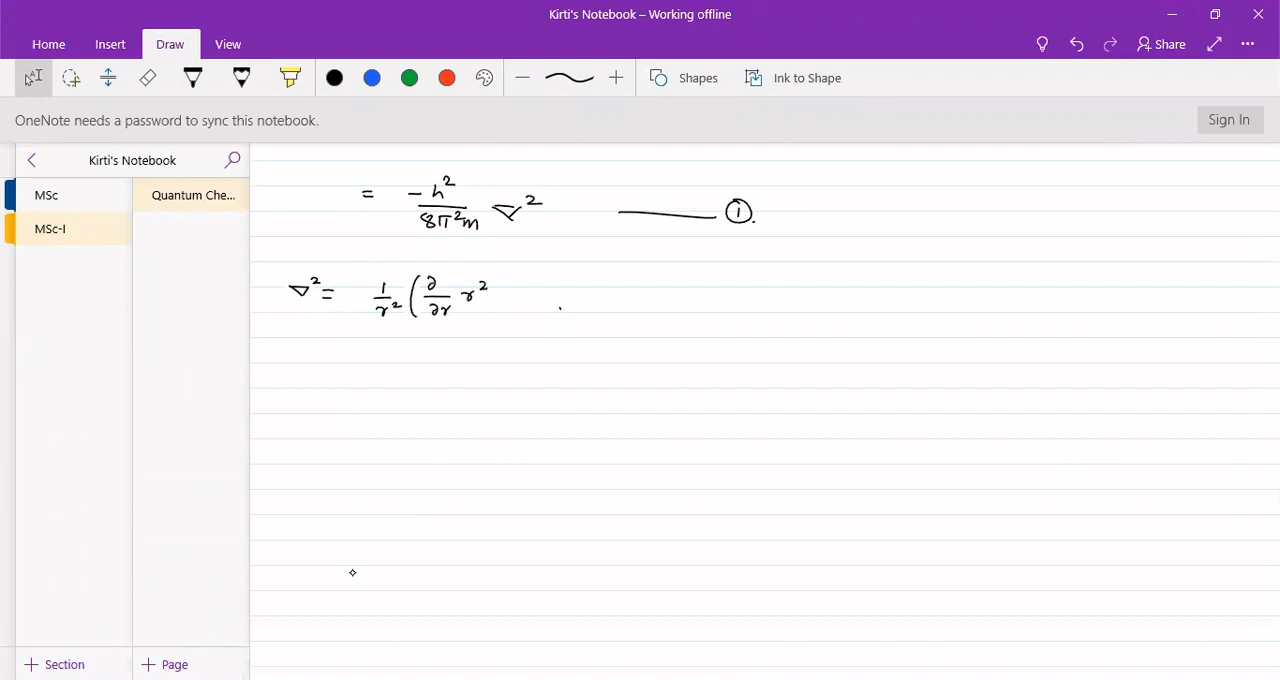 Kirti's Notebook – Working offline
Home Insert Draw View Share
Shapes Ink to Shape
OneNote needs a password to sync this notebook. Sign In
Kirti's Notebook
MSc Quantum Che...
MSc-I
= -h² / 8π²m ∇² ——— ①.
∇² = 1/r² ( ∂/∂r r²
+ Section + Page